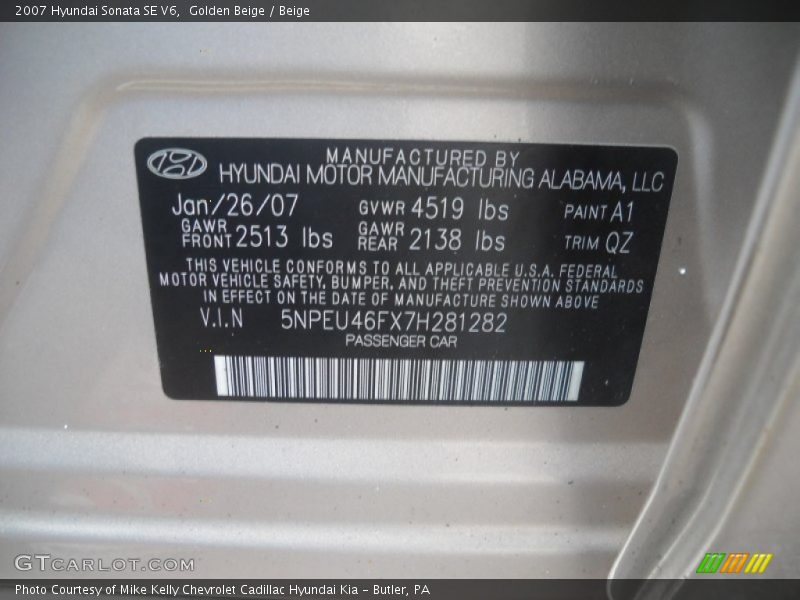 2007 Hyundai Sonata SE V6,  Golden Beige / Beige
MANUFACTURED BY
HYUNDAI MOTOR MANUFACTURING ALABAMA, LLC
Jan/26/07 GVWR 4519 lbs PAINT A1
GAWR FRONT 2513 lbs GAWR REAR 2138 lbs TRIM QZ
THIS VEHICLE CONFORMS TO ALL APPLICABLE U.S.A. FEDERAL
MOTOR VEHICLE SAFETY, BUMPER, AND THEFT PREVENTION STANDARDS
IN EFFECT ON THE DATE OF MANUFACTURE SHOWN ABOVE
V.I.N 5NPEU46FX7H281282
PASSENGER CAR
GTCARLOT.COM
Photo Courtesy of Mike Kelly Chevrolet Cadillac Hyundai Kia – Butler, PA